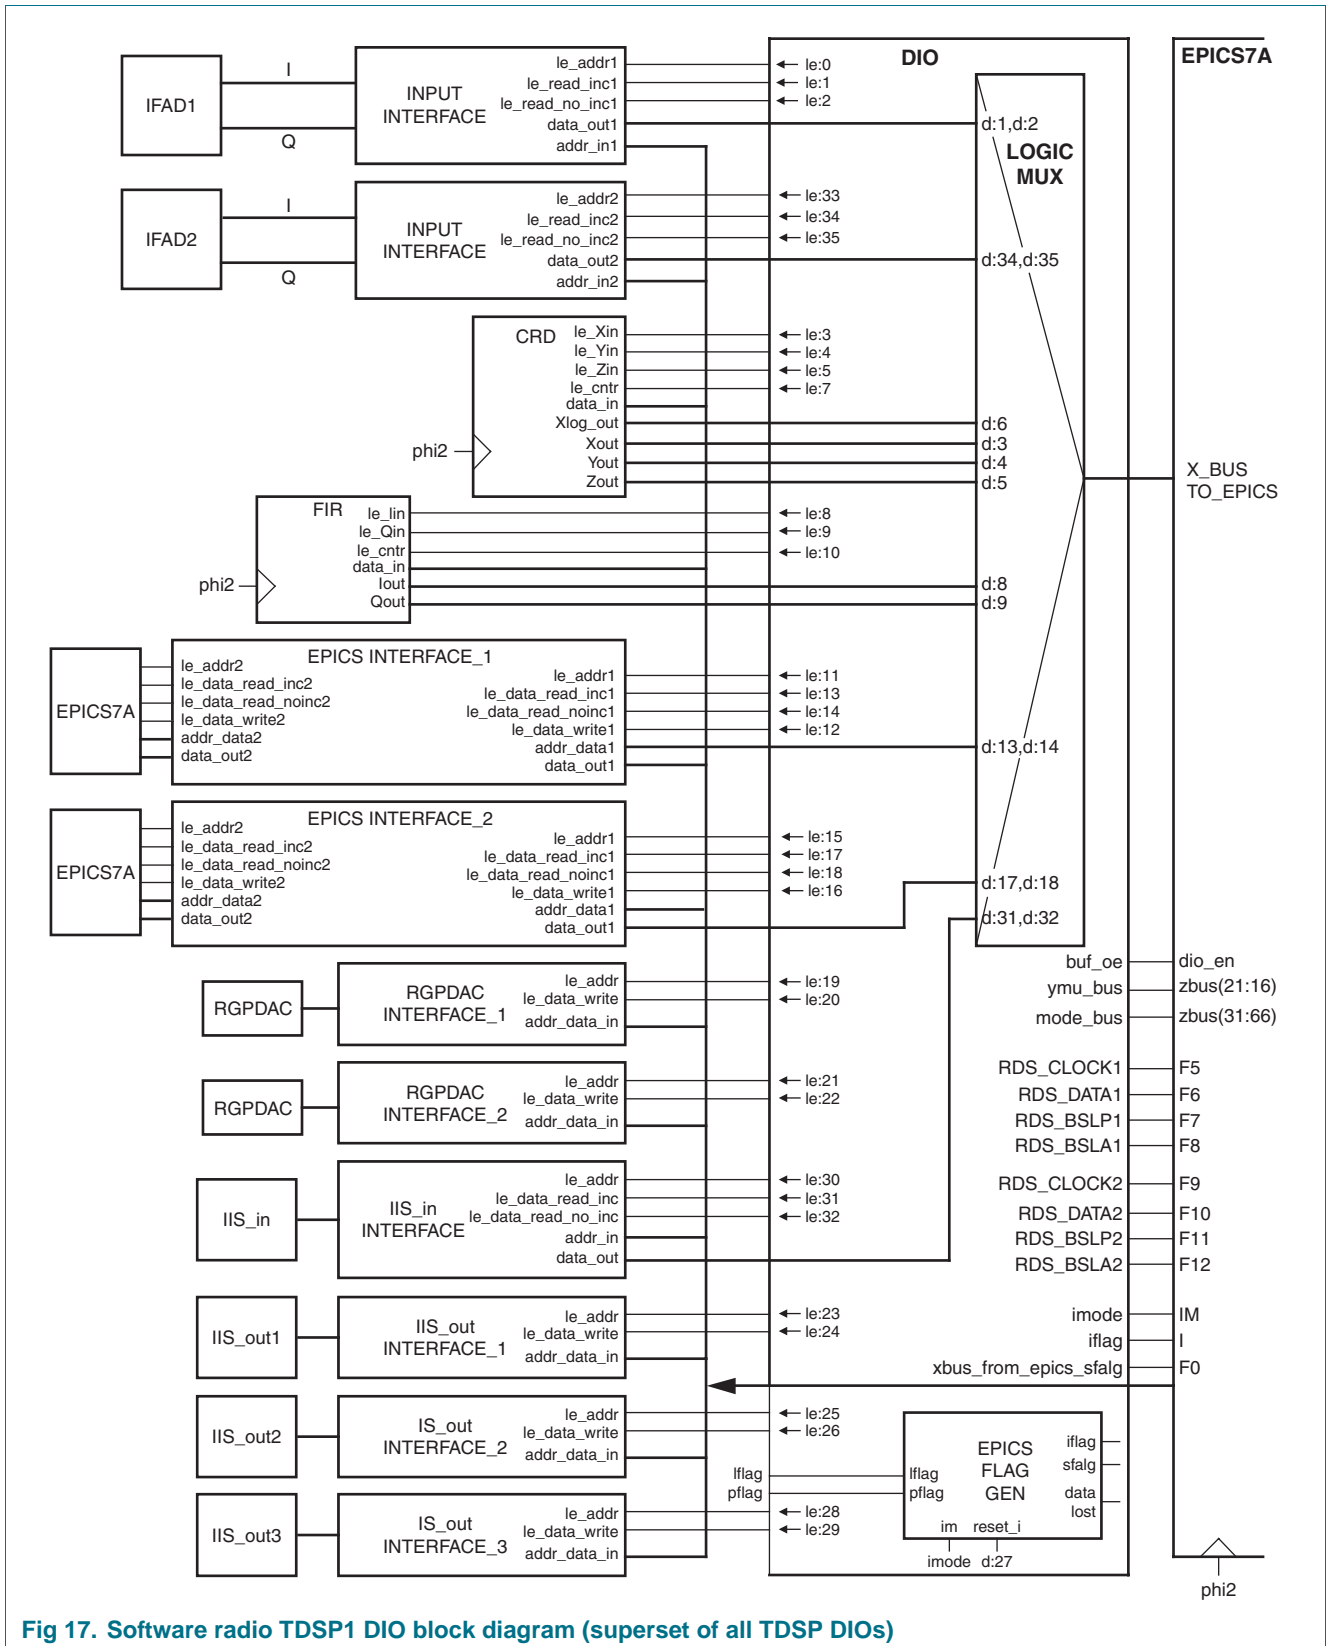 DIO
EPICS7A
IFAD1
I
Q
INPUT
INTERFACE
le_addr1
le_read_inc1
le_read_no_inc1
data_out1
addr_in1
le:0
le:1
le:2
d:1,d:2
LOGIC
MUX
IFAD2
I
Q
INPUT
INTERFACE
le_addr2
le_read_inc2
le_read_no_inc2
data_out2
addr_in2
le:33
le:34
le:35
d:34,d:35
CRD
phi2
le_Xin
le_Yin
le_Zin
le_cntr
data_in
Xlog_out
Xout
Yout
Zout
le:3
le:4
le:5
le:7
d:6
d:3
d:4
d:5
X_BUS
TO_EPICS
FIR
phi2
le_Iin
le_Qin
le_cntr
data_in
Iout
Qout
le:8
le:9
le:10
d:8
d:9
EPICS7A
EPICS INTERFACE_1
le_addr2
le_data_read_inc2
le_data_read_noinc2
le_data_write2
addr_data2
data_out2
le_addr1
le_data_read_inc1
le_data_read_noinc1
le_data_write1
addr_data1
data_out1
le:11
le:13
le:14
le:12
d:13,d:14
EPICS7A
EPICS INTERFACE_2
le_addr2
le_data_read_inc2
le_data_read_noinc2
le_data_write2
addr_data2
data_out2
le_addr1
le_data_read_inc1
le_data_read_noinc1
le_data_write1
addr_data1
data_out1
le:15
le:17
le:18
le:16
d:17,d:18
d:31,d:32
RGPDAC
RGPDAC
INTERFACE_1
le_addr
le_data_write
addr_data_in
le:19
le:20
buf_oe
ymu_bus
mode_bus
dio_en
zbus(21:16)
zbus(31:66)
RGPDAC
RGPDAC
INTERFACE_2
le_addr
le_data_write
addr_data_in
le:21
le:22
RDS_CLOCK1
RDS_DATA1
RDS_BSLP1
RDS_BSLA1
F5
F6
F7
F8
IIS_in
IIS_in
INTERFACE
le_addr
le_data_read_inc
le_data_read_no_inc
addr_in
data_out
le:30
le:31
le:32
RDS_CLOCK2
RDS_DATA2
RDS_BSLP2
RDS_BSLA2
F9
F10
F11
F12
IIS_out1
IIS_out
INTERFACE_1
le_addr
le_data_write
addr_data_in
le:23
le:24
imode
iflag
xbus_from_epics_sfalg
IM
I
F0
IIS_out2
IS_out
INTERFACE_2
le_addr
le_data_write
addr_data_in
le:25
le:26
IIS_out3
IS_out
INTERFACE_3
le_addr
le_data_write
addr_data_in
le:28
le:29
lflag
pflag
lflag
pflag
EPICS
FLAG
GEN
iflag
sfalg
data
lost
im reset_i
imode d:27
phi2
Fig 17. Software radio TDSP1 DIO block diagram (superset of all TDSP DIOs)